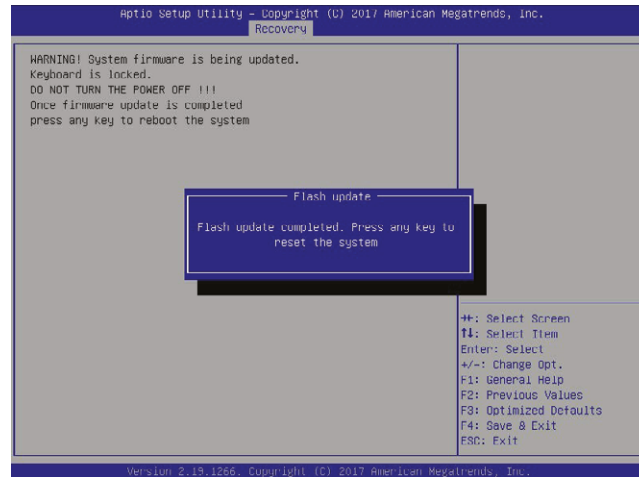 Aptio Setup Utility – Copyright (C) 2017 American Megatrends, Inc.
Recovery
WARNING! System firmware is being updated.
Keyboard is locked.
DO NOT TURN THE POWER OFF !!!
Once firmware update is completed
press any key to reboot the system
Flash update
Flash update completed. Press any key to
reset the system
→←: Select Screen
↑↓: Select Item
Enter: Select
+/-: Change Opt.
F1: General Help
F2: Previous Values
F3: Optimized Defaults
F4: Save & Exit
ESC: Exit
Version 2.19.1266. Copyright (C) 2017 American Megatrends, Inc.